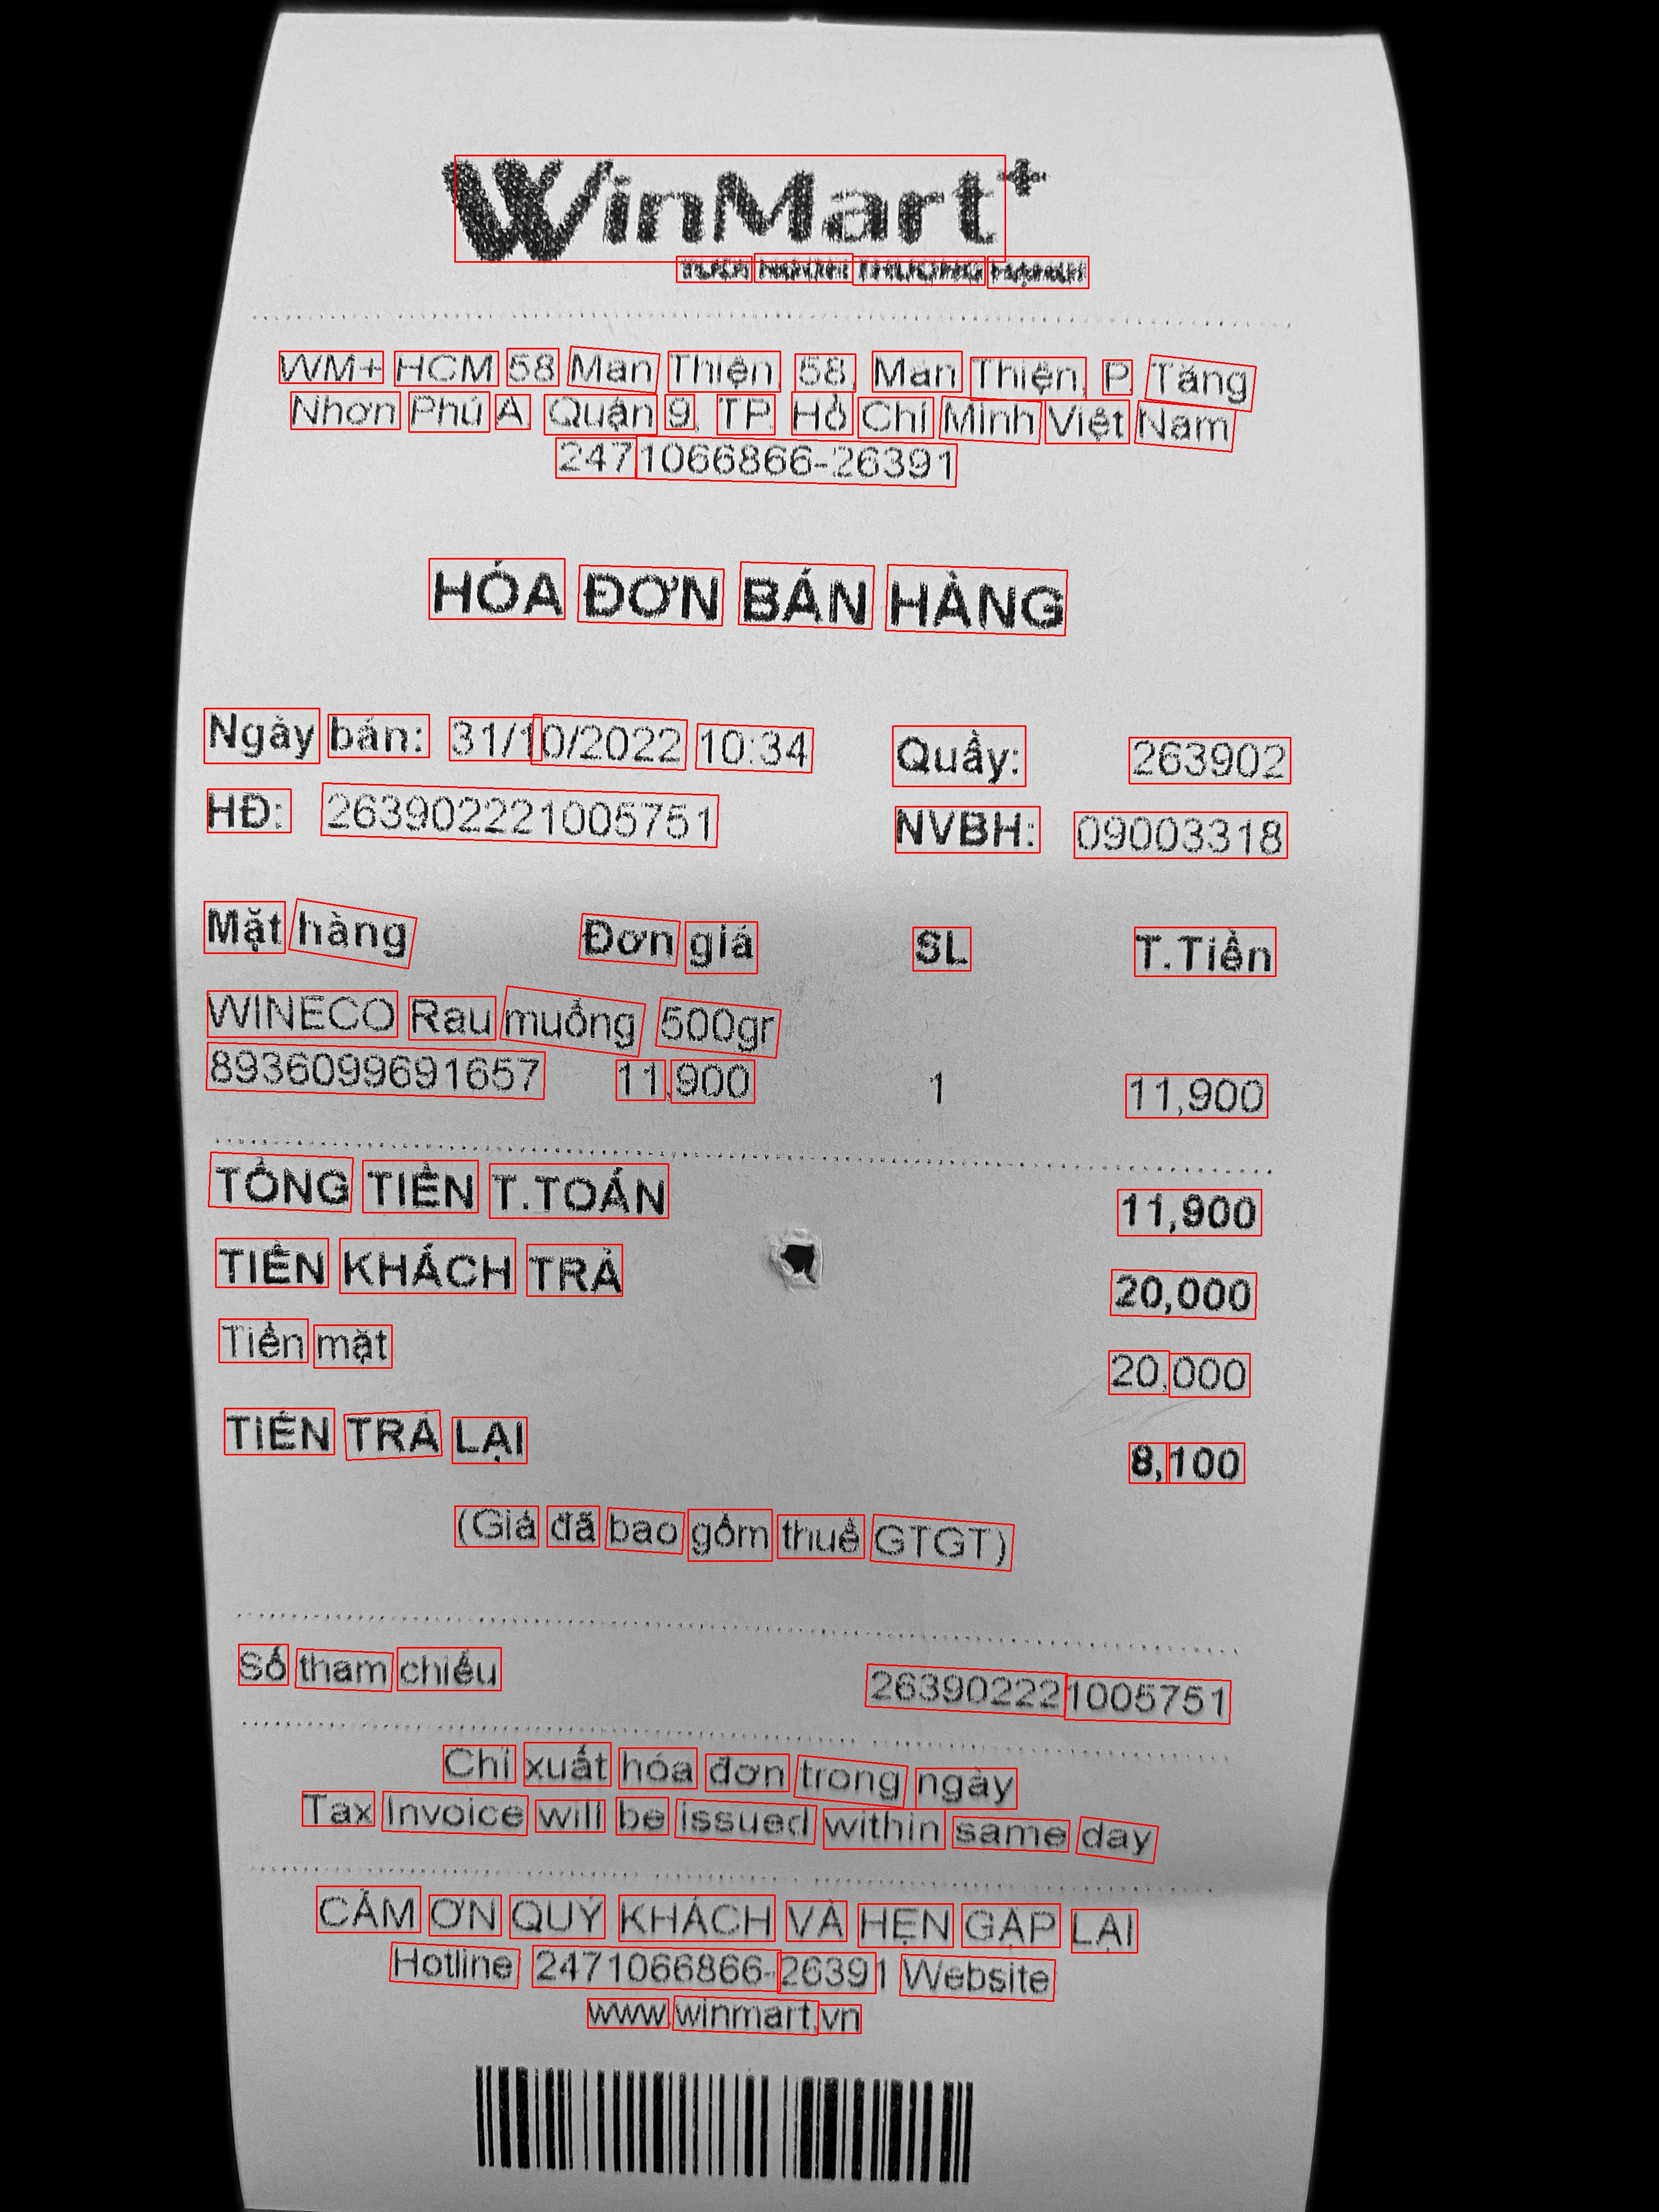 WinMart+
WM+ HCM 58 Man Thiện, 58, Man Thiện, P. Tăng
Nhơn Phú A, Quận 9, TP. Hồ Chí Minh Việt Nam
2471066866-26391
HÓA ĐƠN BÁN HÀNG
Ngày bán: 31/10/2022 10:34 Quầy: 263902
HĐ: 263902221005751 NVBH: 09003318
Mặt hàng Đơn giá SL T.Tiền
WINECO Rau muống 500gr
8936099691657 11,900 1 11,900
TỔNG TIỀN T.TOÁN 11,900
TIỀN KHÁCH TRẢ 20,000
Tiền mặt 20,000
TIỀN TRẢ LẠI 8,100
(Giá đã bao gồm thuế GTGT)
Số tham chiếu 263902221005751
Chỉ xuất hóa đơn trong ngày
Tax Invoice will be issued within same day
CẢM ƠN QUÝ KHÁCH VÀ HẸN GẶP LẠI
Hotline 2471066866-26391 Website
www.winmart.vn